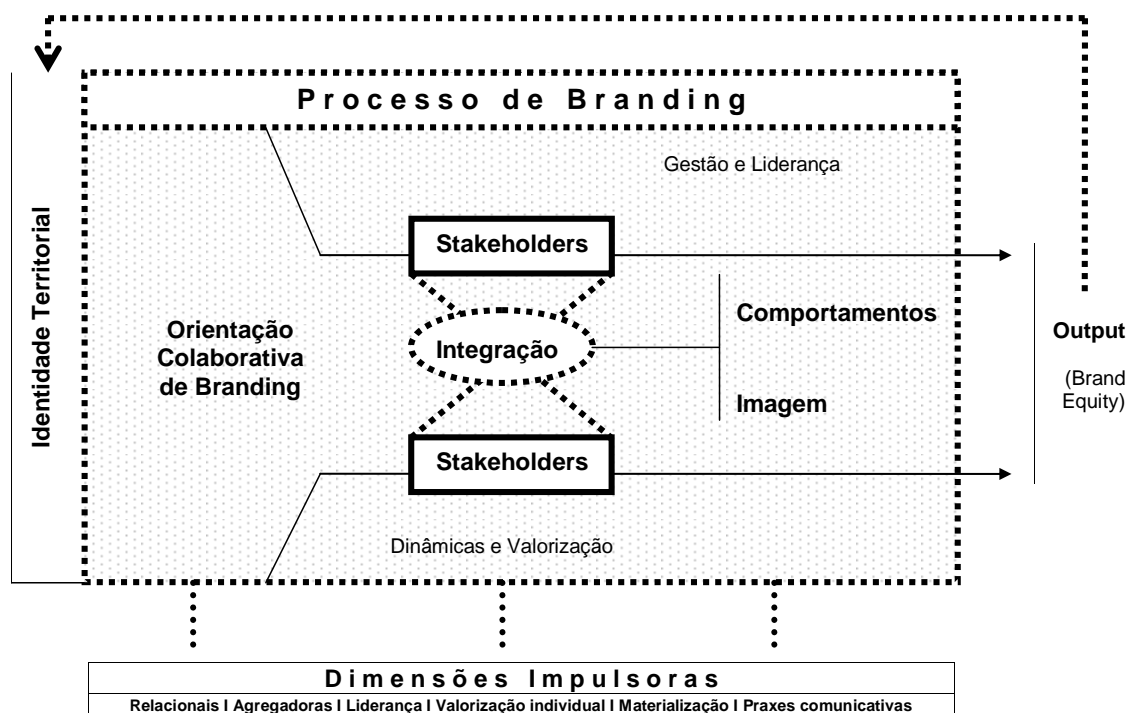 Processo de Branding
Gestão e Liderança
Identidade Territorial
Stakeholders
Orientação
Colaborativa
de Branding
Integração
Comportamentos
Imagem
Output
(Brand
Equity)
Stakeholders
Dinâmicas e Valorização
Dimensões Impulsoras
Relacionais I Agregadoras I Liderança I Valorização individual I Materialização I Praxes comunicativas